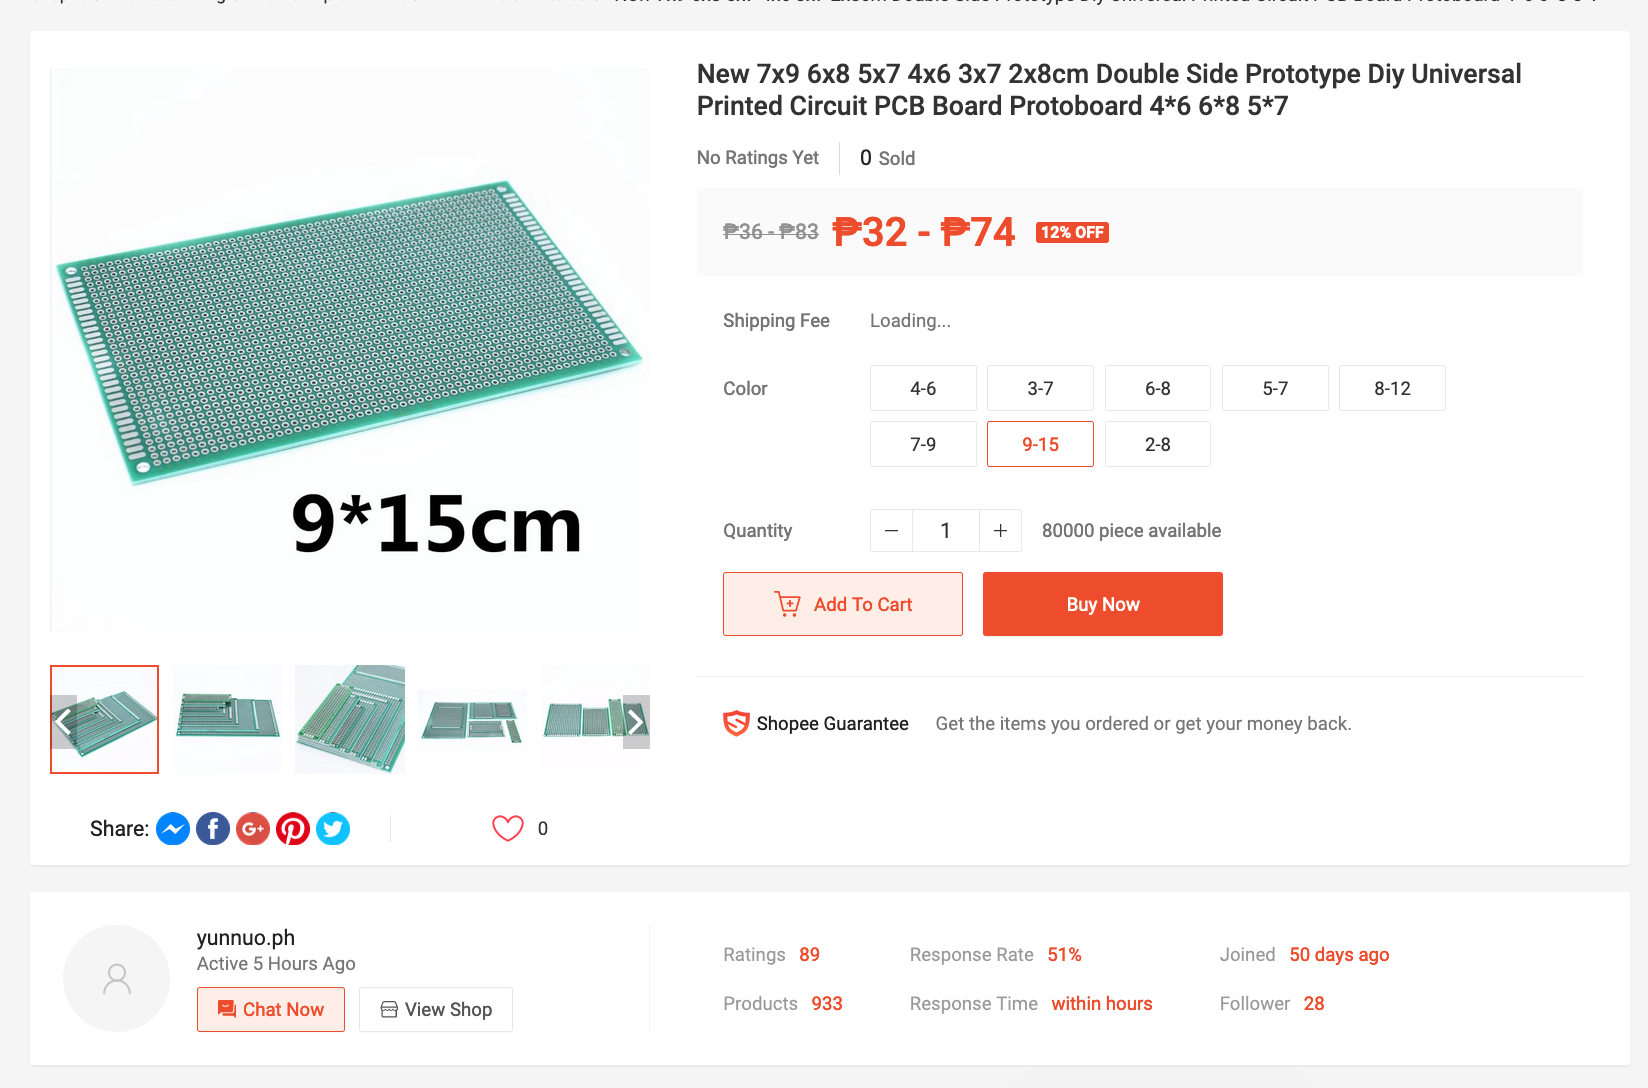 New 7x9 6x8 5x7 4x6 3x7 2x8cm Double Side Prototype Diy Universal
Printed Circuit PCB Board Protoboard 4*6 6*8 5*7
No Ratings Yet
0 Sold
₱36 - ₱83
₱32 - ₱74
12% OFF
9*15cm
Shipping Fee
Loading...
Color
4-6
3-7
6-8
5-7
8-12
7-9
9-15
2-8
Quantity
−
1
+
80000 piece available
Add To Cart
Buy Now
Shopee Guarantee
Get the items you ordered or get your money back.
Share:
0
yunnuo.ph
Active 5 Hours Ago
Chat Now
View Shop
Ratings 89
Response Rate 51%
Joined 50 days ago
Products 933
Response Time within hours
Follower 28